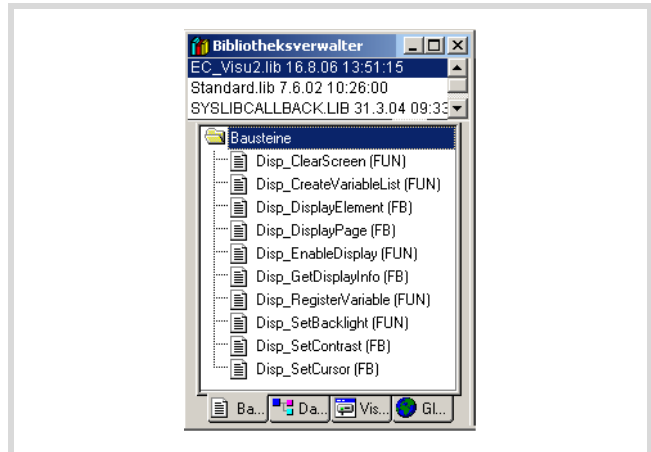 Bibliotheksverwalter
EC_Visu2.lib 16.8.06 13:51:15
Standard.lib 7.6.02 10:26:00
SYSLIBCALLBACK.LIB 31.3.04 09:33
Bausteine
Disp_ClearScreen (FUN)
Disp_CreateVariableList (FUN)
Disp_DisplayElement (FB)
Disp_DisplayPage (FB)
Disp_EnableDisplay (FUN)
Disp_GetDisplayInfo (FB)
Disp_RegisterVariable (FUN)
Disp_SetBacklight (FUN)
Disp_SetContrast (FB)
Disp_SetCursor (FB)
Ba... Da... Vis... Gl...